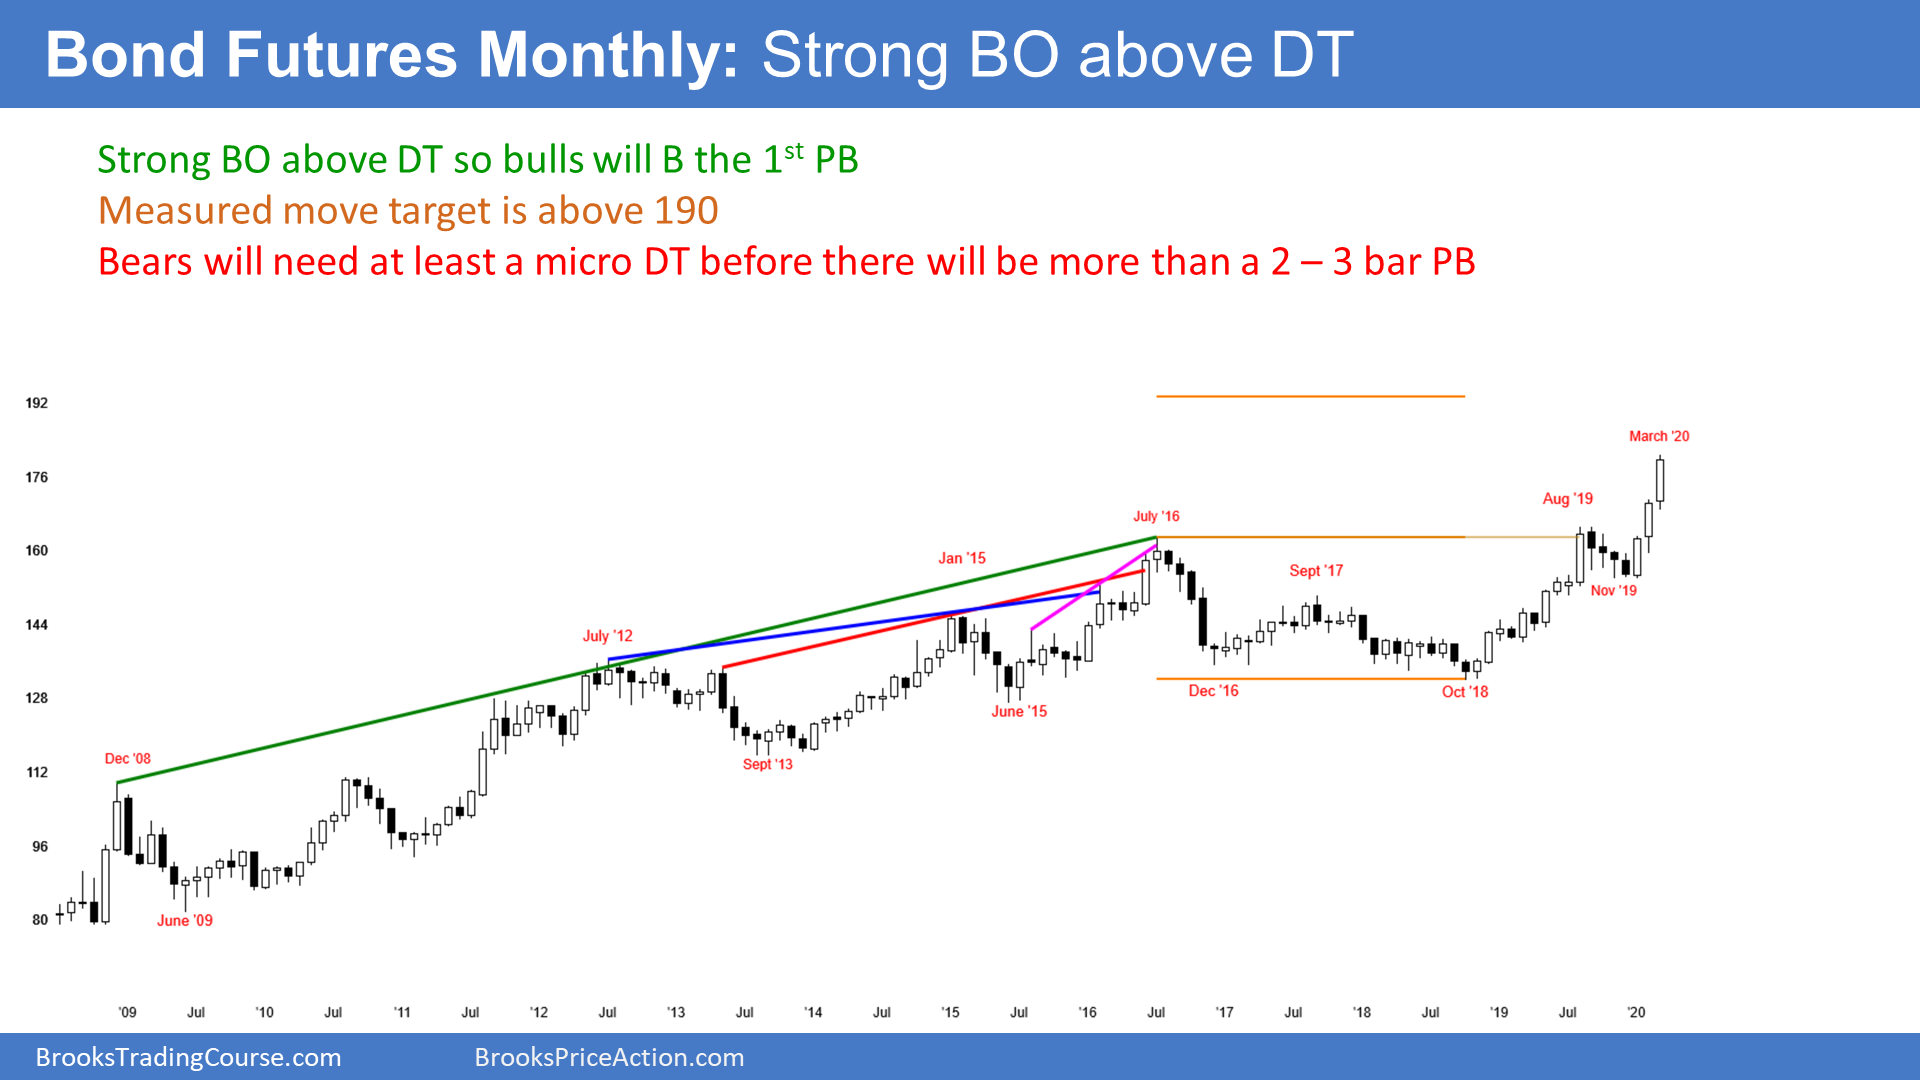 Bond Futures Monthly: Strong BO above DT
Strong BO above DT so bulls will B the 1st PB
Measured move target is above 190
Bears will need at least a micro DT before there will be more than a 2 – 3 bar PB
192
March '20
176
Aug '19
July '16
160
Jan '15
Sept '17
Nov '19
144
July '12
128
Dec '16
Oct '18
June '15
Sept '13
Dec '08
112
96
80
June '09
'09 Jul '10 Jul '11 Jul '12 Jul '13 Jul '14 Jul '15 Jul '16 Jul '17 Jul '18 Jul '19 Jul '20
BrooksTradingCourse.com BrooksPriceAction.com